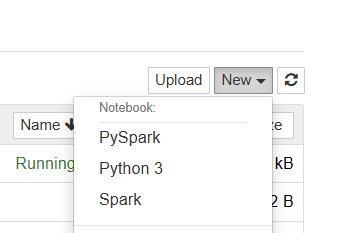 Upload New
Notebook:
Name
PySpark
Running
Python 3
kB
Spark
2 B